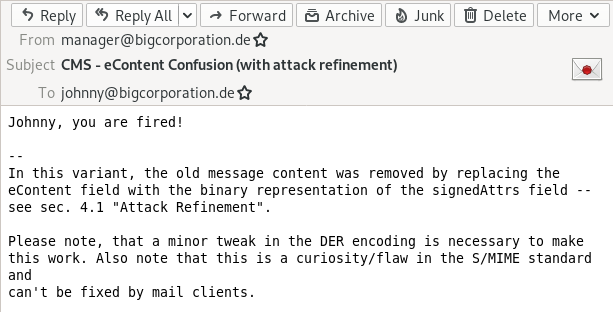 Reply Reply All Forward Archive Junk Delete More
From manager@bigcorporation.de
Subject CMS - eContent Confusion (with attack refinement)
To johnny@bigcorporation.de
Johnny, you are fired!
--
In this variant, the old message content was removed by replacing the
eContent field with the binary representation of the signedAttrs field --
see sec. 4.1 "Attack Refinement".
Please note, that a minor tweak in the DER encoding is necessary to make
this work. Also note that this is a curiosity/flaw in the S/MIME standard
and
can't be fixed by mail clients.